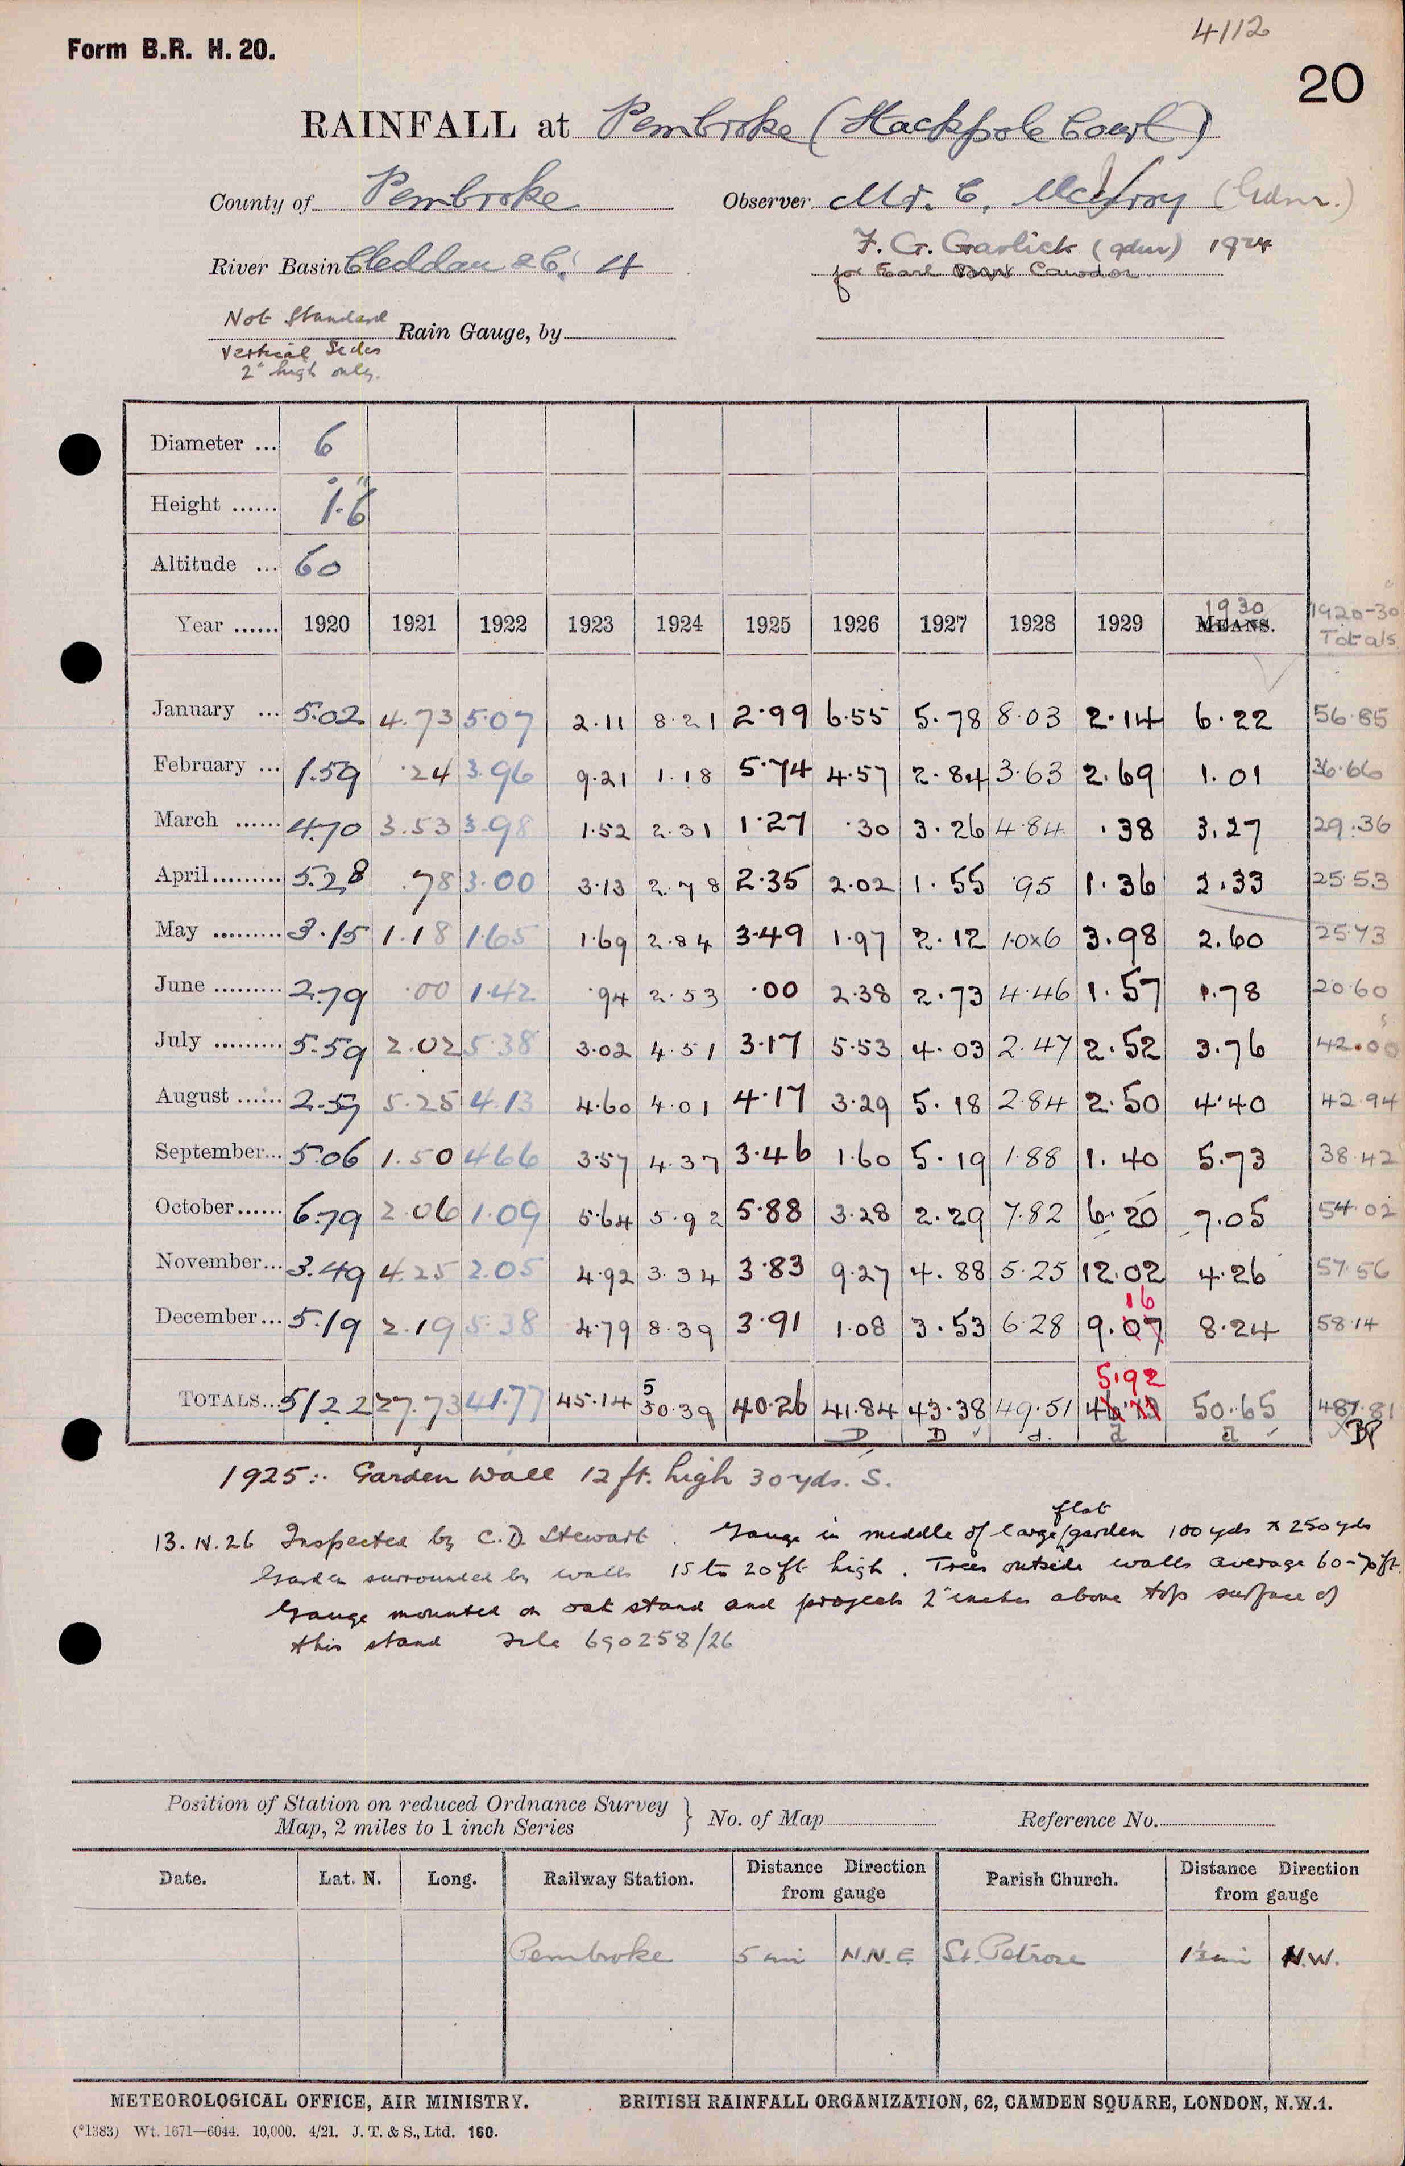 4112
Form B.R. H. 20.
20
RAINFALL at Pembroke (Stackpole Court)
County of Pembroke Observer Mr. C. McIlvroy (Gdnr.)
F. G. Garlick (gdnr) 1924
River Basin Cleddau &c. 4
for Earl Cawdor
Not Standard
Rain Gauge, by
Vertical Sides
2" high only.
Diameter ... 6
Height ...... 1' 6"
Altitude ... 60
Year ...... 1920 1921 1922 1923 1924 1925 1926 1927 1928 1929 1930 MEANS. 1920-30 Totals
January ... 5.02 4.73 5.07 2.11 8.21 2.99 6.55 5.78 8.03 2.14 6.22 56.85
February ... 1.59 .24 3.96 9.21 1.18 5.74 4.57 2.84 3.63 2.69 1.01 36.66
March ...... 4.70 3.53 3.98 1.52 2.31 1.27 .30 3.26 4.84 .38 3.27 29.36
April......... 5.28 .78 3.00 3.13 2.78 2.35 2.02 1.55 .95 1.36 2.33 25.53
May ......... 3.15 1.18 1.65 1.69 2.84 3.49 1.97 2.12 1.0x6 3.98 2.60 25.73
June ......... 2.79 .00 1.42 .94 2.53 .00 2.38 2.73 4.46 1.57 1.78 20.60
July ......... 5.59 2.02 5.38 3.02 4.51 3.17 5.53 4.03 2.47 2.52 3.76 42.00
August ...... 2.57 5.25 4.13 4.60 4.01 4.17 3.29 5.18 2.84 2.50 4.40 42.94
September... 5.06 1.50 4.66 3.57 4.37 3.46 1.60 5.19 1.88 1.40 5.73 38.42
October...... 6.79 2.06 1.09 5.64 5.92 5.88 3.28 2.29 7.82 6.20 7.05 54.02
November... 3.49 4.25 2.05 4.92 3.34 3.83 9.27 4.88 5.25 12.02 4.26 57.56
16
December... 5.19 2.19 5.38 4.79 8.39 3.91 1.08 3.53 6.28 9.07 8.24 58.14
5 5.92
TOTALS.. 51.22 27.73 41.77 45.14 50.39 40.26 41.84 43.38 49.51 46.73 50.65 487.81
D D d. d d BP
1925:- Garden Wall 12 ft. high 30 yds. S.
flat
13.IV.26 Inspected by C.D. Stewart. Gauge in middle of large/garden 100 yds x 250 yds
Garden surrounded by walls 15 to 20 ft high. Trees outside walls average 60-70 ft.
Gauge mounted on oak stand and projects 2 inches above top surface of
this stand File 690258/26
Position of Station on reduced Ordnance Survey
Map, 2 miles to 1 inch Series } No. of Map Reference No.
Date. Lat. N. Long. Railway Station. Distance Direction from gauge Parish Church. Distance Direction from gauge
Pembroke 5 mi N.N.E St. Petrox 1½ mi N.W.
METEOROLOGICAL OFFICE, AIR MINISTRY. BRITISH RAINFALL ORGANIZATION, 62, CAMDEN SQUARE, LONDON, N.W.1.
(*1383) Wt. 1671—6044. 10,000. 4/21. J. T. & S., Ltd. 160.